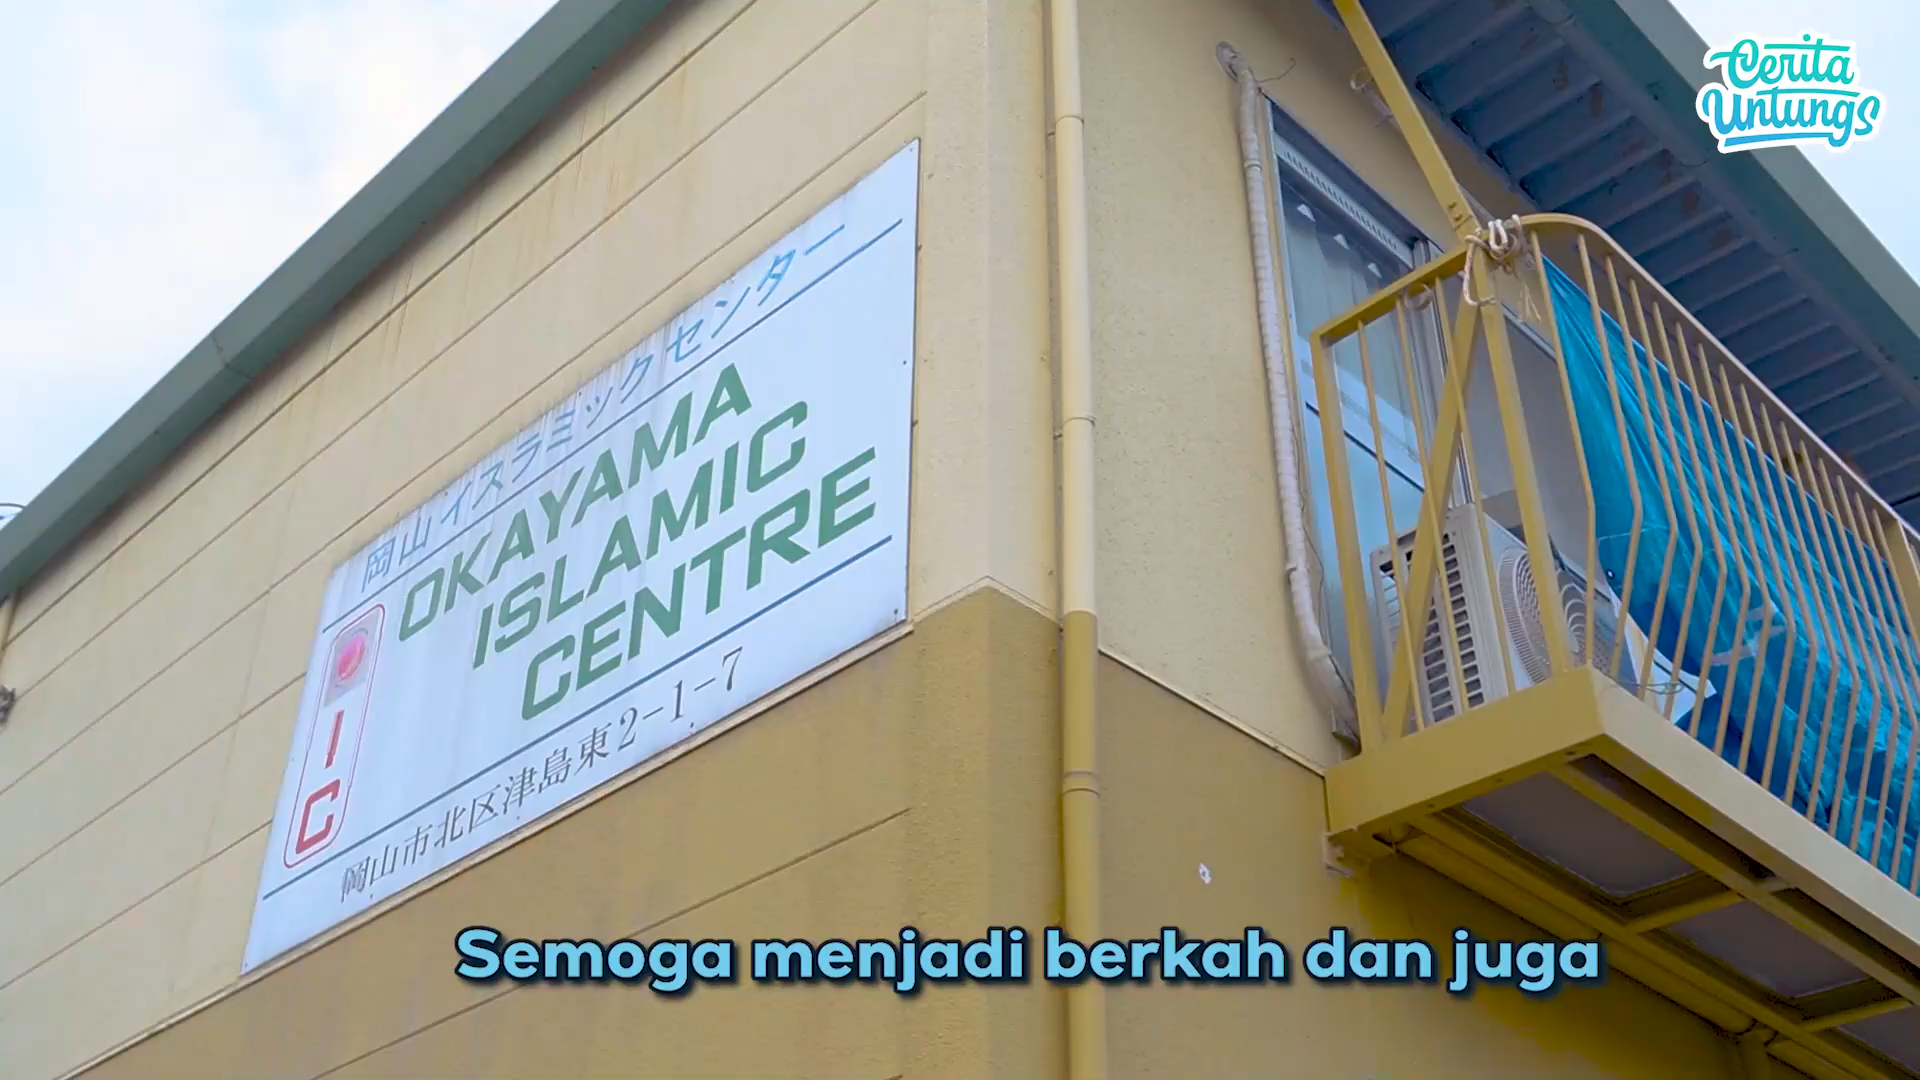 Cerita
Untungs
岡山イスラミックセンター
OKAYAMA
ISLAMIC
CENTRE
I
C
岡山市北区津島東2-1-7
Semoga menjadi berkah dan juga